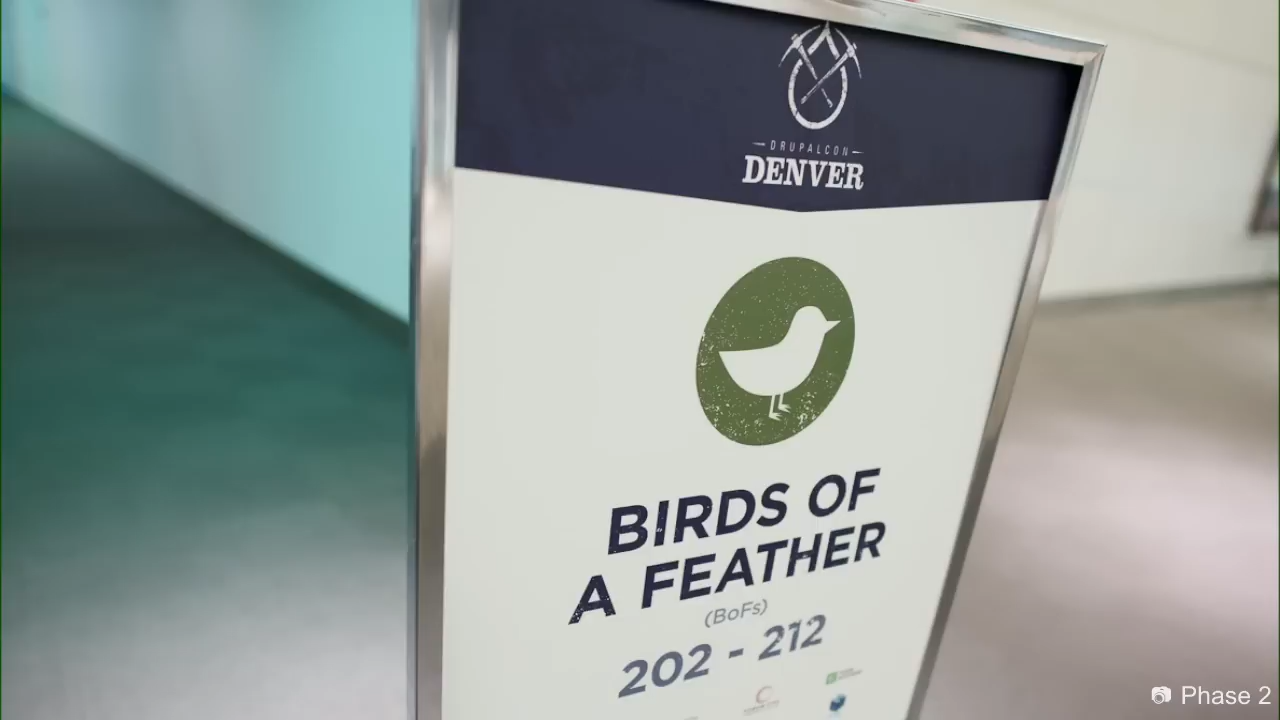 DRUPALCON
DENVER
BIRDS OF
A FEATHER
(BoFs)
202 - 212
Phase 2